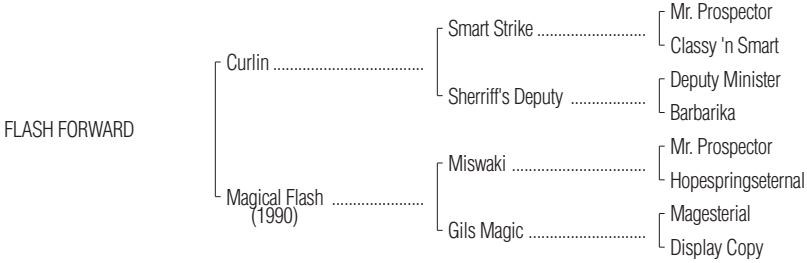 Mr. Prospector
Smart Strike ..........................
Classy 'n Smart
Curlin ...................................
Deputy Minister
Sherriff's Deputy ..................
Barbarika
FLASH FORWARD
Mr. Prospector
Miswaki ................................
Hopespringseternal
Magical Flash ......................
(1990)
Magesterial
Gils Magic ............................
Display Copy